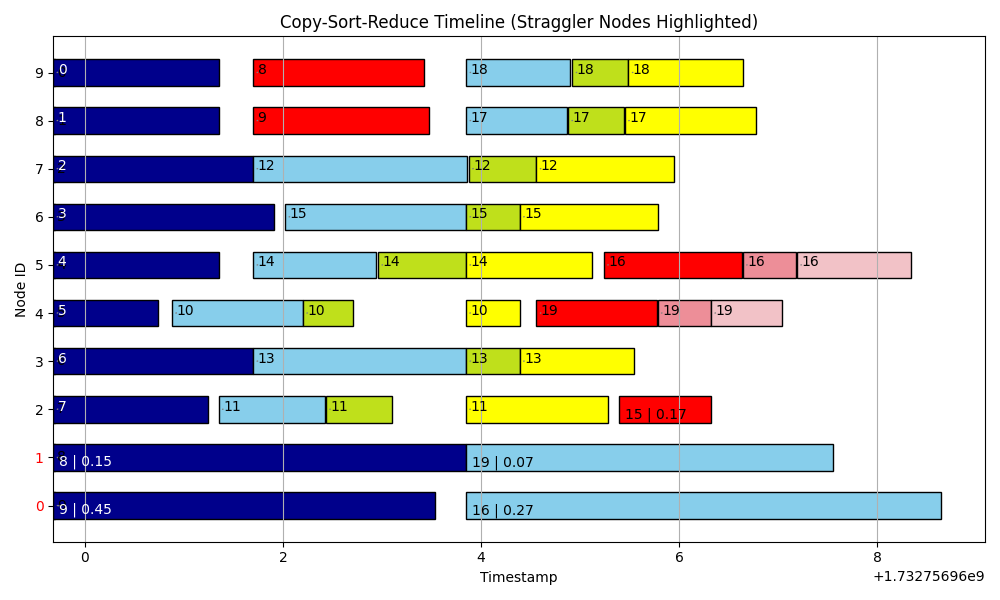 Copy-Sort-Reduce Timeline (Straggler Nodes Highlighted)
9
0 8 18 18 18
8
1 9 17 17 17
7
2 12 12 12
6
3 15 15 15
5
4 14 14 14 16 16 16
4
5 10 10 10 19 19 19
3
6 13 13 13
2
7 11 11 11 15 | 0.17
1
8 | 0.15 19 | 0.07
0
9 | 0.45 16 | 0.27
Node ID
0 2 4 6 8
Timestamp
+1.73275696e9